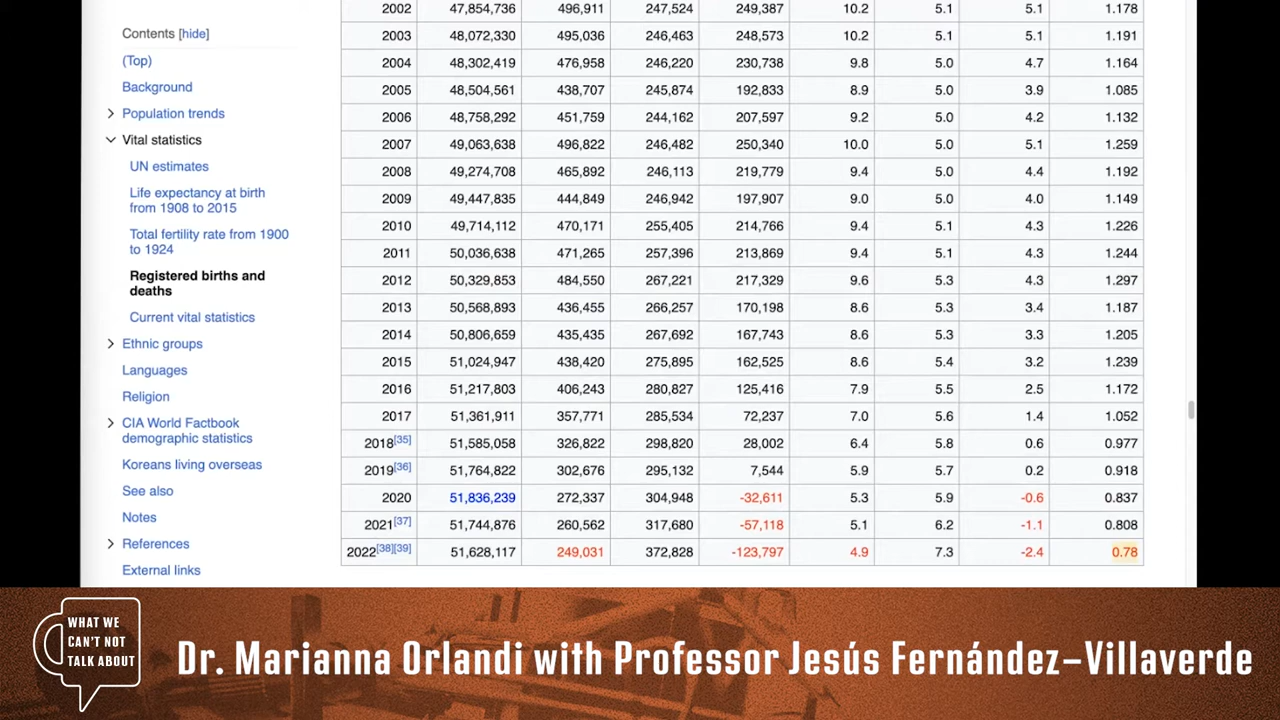 Contents [hide]
(Top)
Background
Population trends
Vital statistics
UN estimates
Life expectancy at birth
from 1908 to 2015
Total fertility rate from 1900
to 1924
Registered births and
deaths
Current vital statistics
Ethnic groups
Languages
Religion
CIA World Factbook
demographic statistics
Koreans living overseas
See also
Notes
References
External links
2002 47,854,736 496,911 247,524 249,387 10.2 5.1 5.1 1.178
2003 48,072,330 495,036 246,463 248,573 10.2 5.1 5.1 1.191
2004 48,302,419 476,958 246,220 230,738 9.8 5.0 4.7 1.164
2005 48,504,561 438,707 245,874 192,833 8.9 5.0 3.9 1.085
2006 48,758,292 451,759 244,162 207,597 9.2 5.0 4.2 1.132
2007 49,063,638 496,822 246,482 250,340 10.0 5.0 5.1 1.259
2008 49,274,708 465,892 246,113 219,779 9.4 5.0 4.4 1.192
2009 49,447,835 444,849 246,942 197,907 9.0 5.0 4.0 1.149
2010 49,714,112 470,171 255,405 214,766 9.4 5.1 4.3 1.226
2011 50,036,638 471,265 257,396 213,869 9.4 5.1 4.3 1.244
2012 50,329,853 484,550 267,221 217,329 9.6 5.3 4.3 1.297
2013 50,568,893 436,455 266,257 170,198 8.6 5.3 3.4 1.187
2014 50,806,659 435,435 267,692 167,743 8.6 5.3 3.3 1.205
2015 51,024,947 438,420 275,895 162,525 8.6 5.4 3.2 1.239
2016 51,217,803 406,243 280,827 125,416 7.9 5.5 2.5 1.172
2017 51,361,911 357,771 285,534 72,237 7.0 5.6 1.4 1.052
2018[35] 51,585,058 326,822 298,820 28,002 6.4 5.8 0.6 0.977
2019[36] 51,764,822 302,676 295,132 7,544 5.9 5.7 0.2 0.918
2020 51,836,239 272,337 304,948 -32,611 5.3 5.9 -0.6 0.837
2021[37] 51,744,876 260,562 317,680 -57,118 5.1 6.2 -1.1 0.808
2022[38][39] 51,628,117 249,031 372,828 -123,797 4.9 7.3 -2.4 0.78
WHAT WE
CAN'T NOT
TALK ABOUT
Dr. Marianna Orlandi with Professor Jesús Fernández-Villaverde